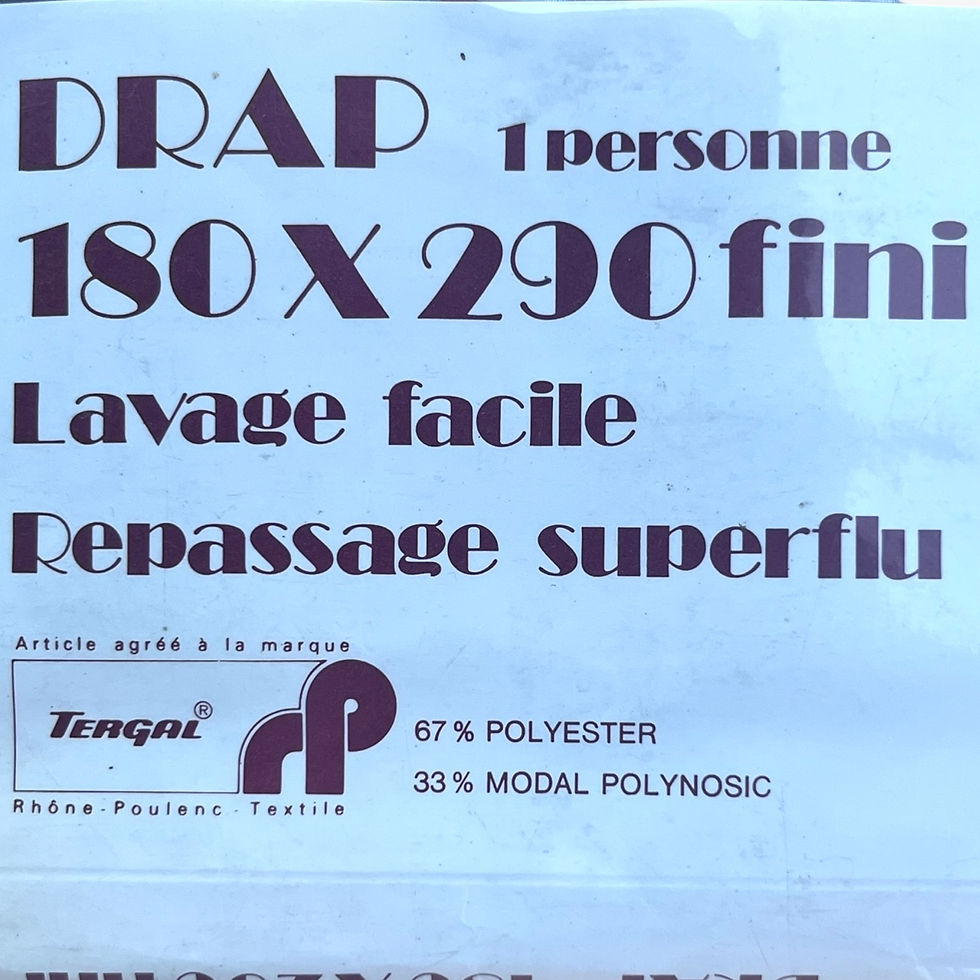 DRAP 1 personne
180 X 290 fini
Lavage facile
Repassage superflu
Article agréé à la marque
TERGAL®
rp
67 % POLYESTER
33 % MODAL POLYNOSIC
Rhône-Poulenc-Textile